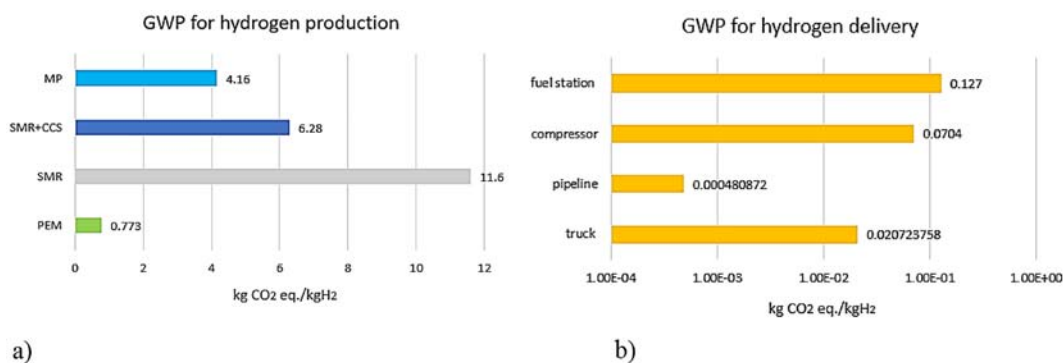 GWP for hydrogen production
MP
4.16
SMR+CCS
6.28
SMR
11.6
PEM
0.773
0 2 4 6 8 10 12
kg CO2 eq./kgH2
a)
GWP for hydrogen delivery
fuel station
0.127
compressor
0.0704
pipeline
0.000480872
truck
0.020723758
1.00E-04 1.00E-03 1.00E-02 1.00E-01 1.00E+00
kg CO2 eq./kgH2
b)